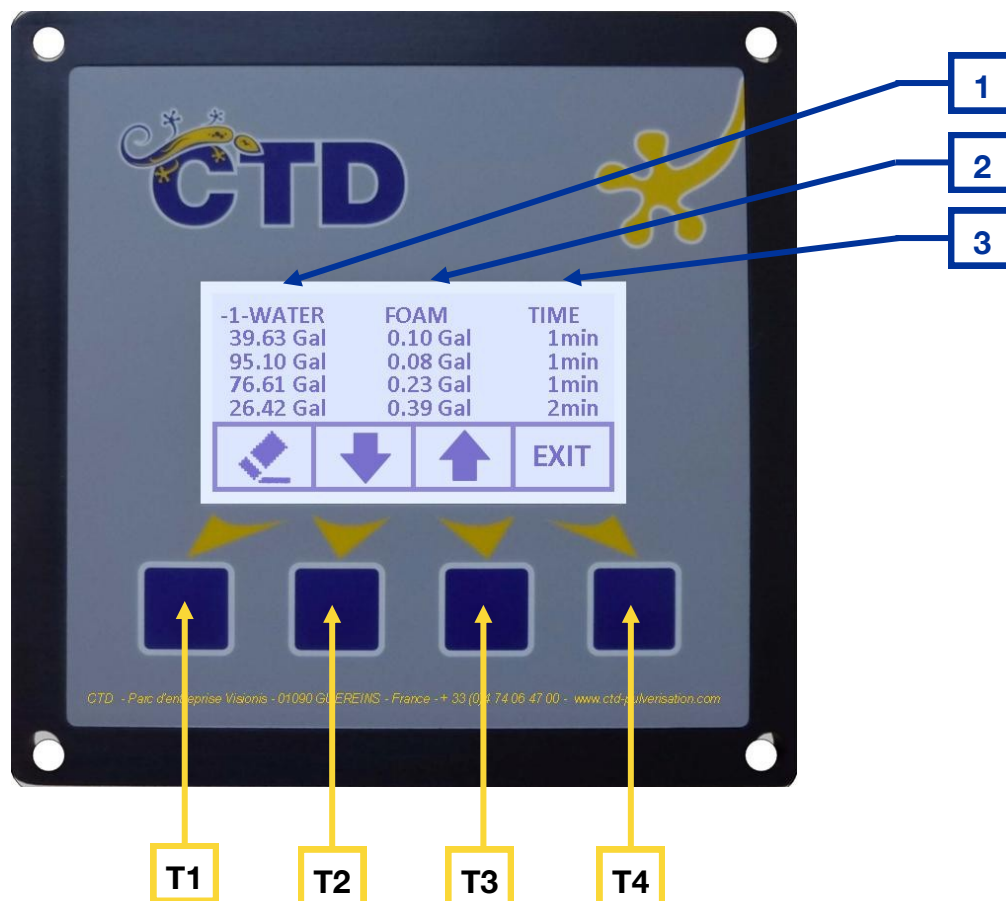 CTD
1
2
3
-1-WATER FOAM TIME
39.63 Gal 0.10 Gal 1min
95.10 Gal 0.08 Gal 1min
76.61 Gal 0.23 Gal 1min
26.42 Gal 0.39 Gal 2min
EXIT
CTD - Parc d'entreprise Visionis - 01090 GUEREINS - France - + 33 (0)4 74 06 47 00 - www.ctd-pulverisation.com
T1 T2 T3 T4